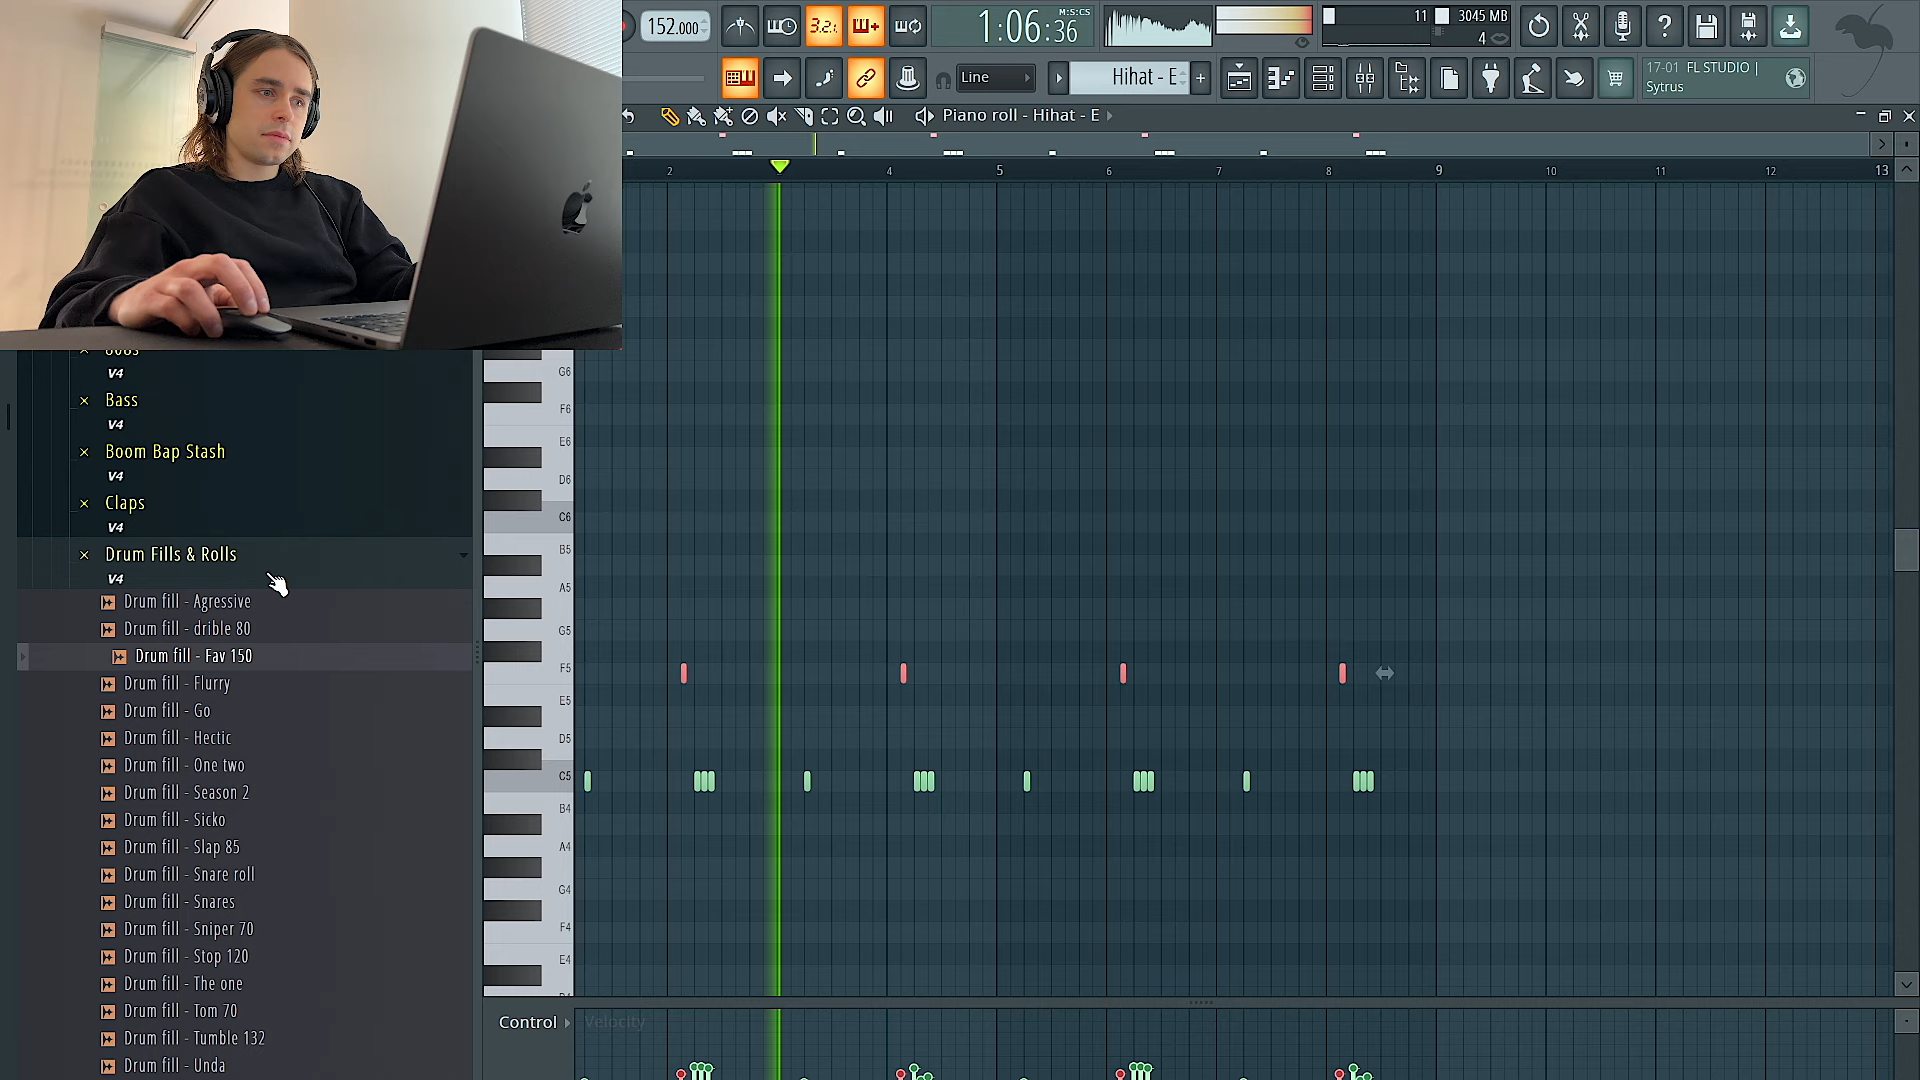 152.000
3.2.
1:06:36
M:S:CS
11
3045 MB
4
Line
Hihat - E
17-01 FL STUDIO |
Sytrus
Piano roll - Hihat - E
2
4
5
6
7
8
9
10
11
12
13
V4
Bass
V4
Boom Bap Stash
V4
Claps
V4
Drum Fills & Rolls
V4
Drum fill - Agressive
Drum fill - drible 80
Drum fill - Fav 150
Drum fill - Flurry
Drum fill - Go
Drum fill - Hectic
Drum fill - One two
Drum fill - Season 2
Drum fill - Sicko
Drum fill - Slap 85
Drum fill - Snare roll
Drum fill - Snares
Drum fill - Sniper 70
Drum fill - Stop 120
Drum fill - The one
Drum fill - Tom 70
Drum fill - Tumble 132
Drum fill - Unda
G6
F6
E6
D6
C6
B5
A5
G5
F5
E5
D5
C5
B4
A4
G4
F4
E4
Control
Velocity